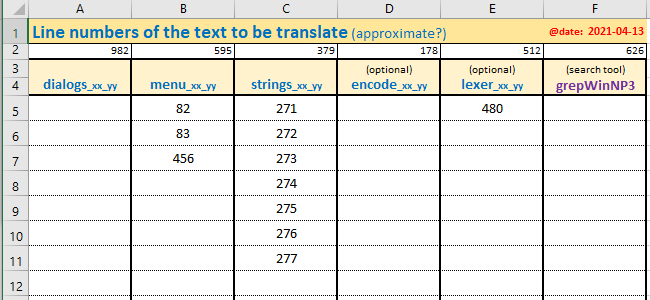 A B C D E F
1 Line numbers of the text to be translate (approximate?) @date: 2021-04-13
2 982 595 379 178 512 626
3 (optional) (optional) (search tool)
4 dialogs_xx_yy menu_xx_yy strings_xx_yy encode_xx_yy lexer_xx_yy grepWinNP3
5 82 271 480
6 83 272
7 456 273
8 274
9 275
10 276
11 277
12